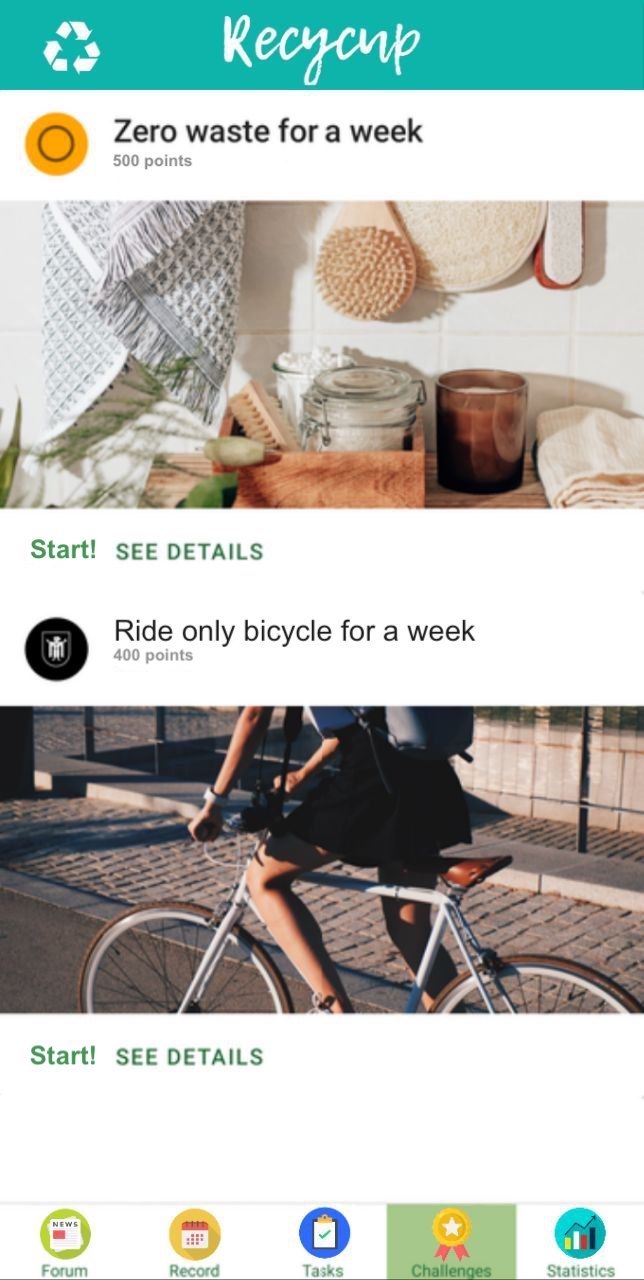 Recycup
Zero waste for a week
500 points
Start! SEE DETAILS
Ride only bicycle for a week
400 points
Start! SEE DETAILS
NEWS
Forum Record Tasks Challenges Statistics